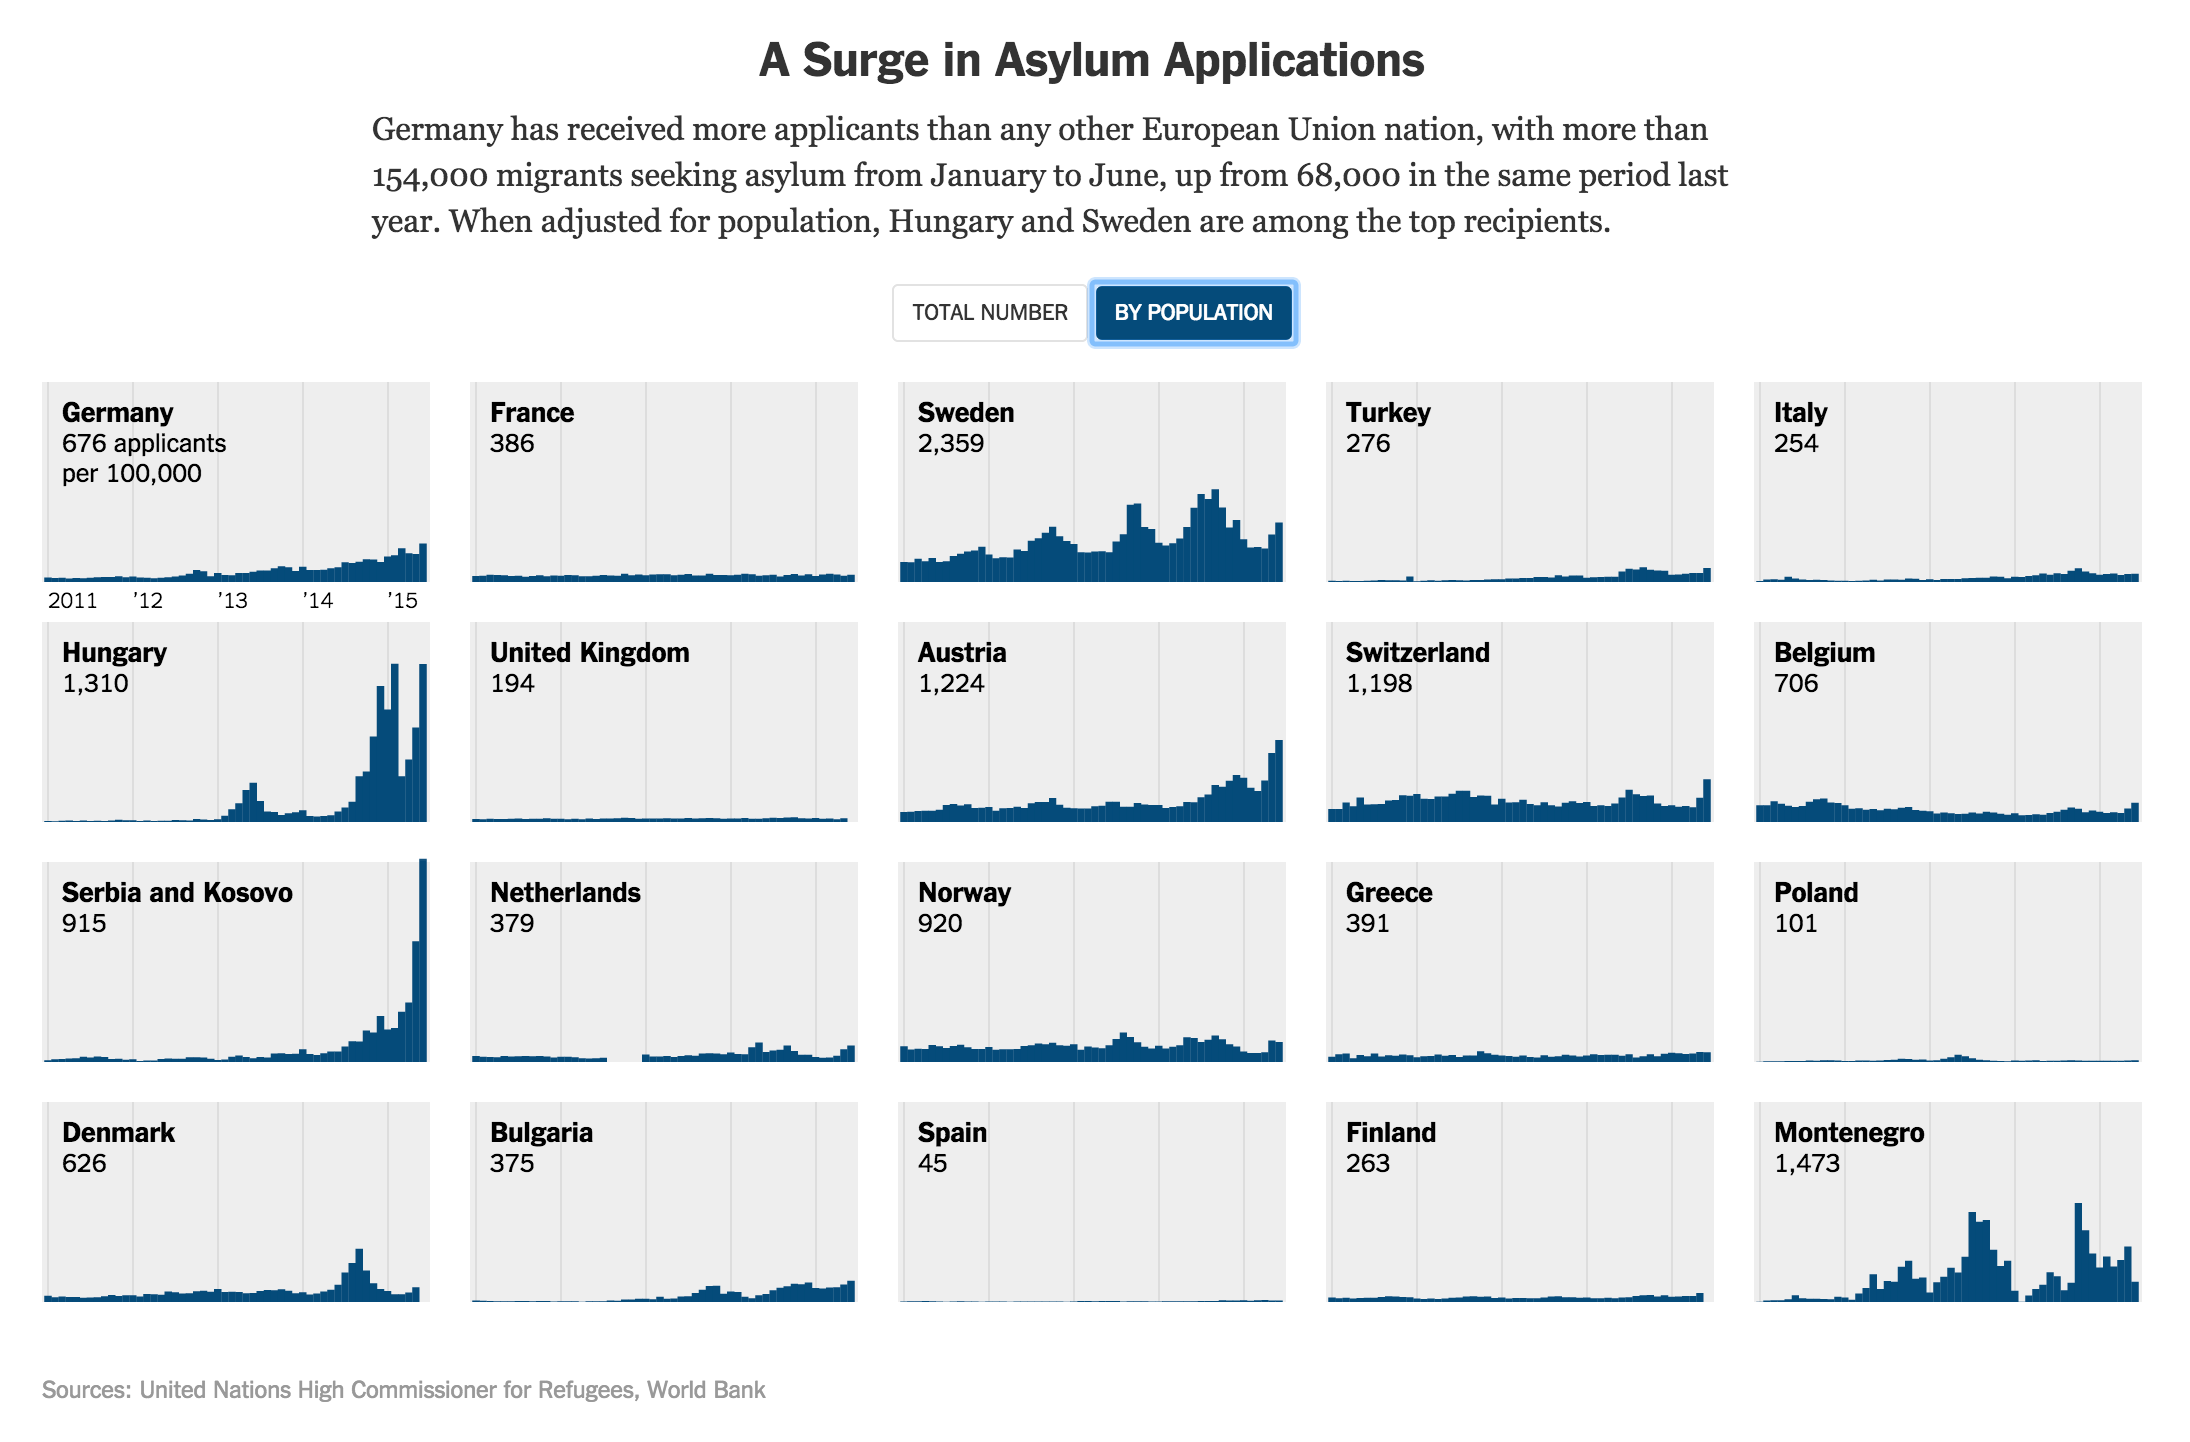 A Surge in Asylum Applications
Germany has received more applicants than any other European Union nation, with more than
154,000 migrants seeking asylum from January to June, up from 68,000 in the same period last
year. When adjusted for population, Hungary and Sweden are among the top recipients.
TOTAL NUMBER
BY POPULATION
Germany
676 applicants
per 100,000
2011 ’12 ’13 ’14 ’15
France
386
Sweden
2,359
Turkey
276
Italy
254
Hungary
1,310
United Kingdom
194
Austria
1,224
Switzerland
1,198
Belgium
706
Serbia and Kosovo
915
Netherlands
379
Norway
920
Greece
391
Poland
101
Denmark
626
Bulgaria
375
Spain
45
Finland
263
Montenegro
1,473
Sources: United Nations High Commissioner for Refugees, World Bank